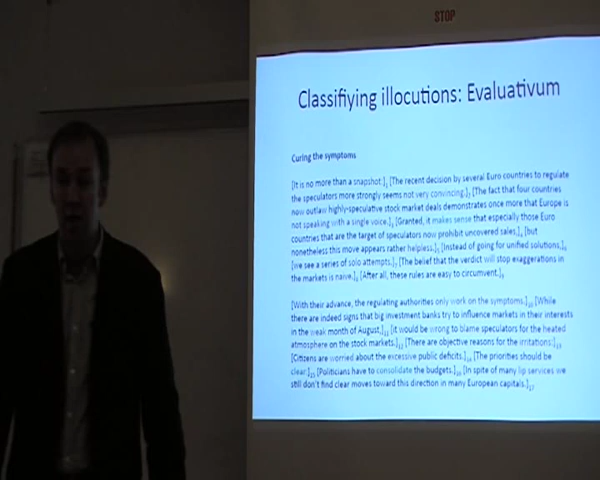 STOP
Classifiying illocutions: Evaluativum
Curing the symptoms
[It is no more than a snapshot.]1 [The recent decision by several Euro countries to regulate
the speculators more strongly seems not very convincing.]2 [The fact that four countries
now outlaw highly-speculative stock market deals demonstrates once more that Europe is
not speaking with a single voice.]3 [Granted, it makes sense that especially those Euro
countries that are the target of speculators now prohibit uncovered sales,]4 [but
nonetheless this move appears rather helpless.]5 [Instead of going for unified solutions,]6
[we see a series of solo attempts.]7 [The belief that the verdict will stop exaggerations in
the markets is naive.]8 [After all, these rules are easy to circumvent.]9
[With their advance, the regulating authorities only work on the symptoms.]10 [While
there are indeed signs that big investment banks try to influence markets in their interests
in the weak month of August,]11 [it would be wrong to blame speculators for the heated
atmosphere on the stock markets.]12 [There are objective reasons for the irritations:]13
[Citizens are worried about the excessive public deficits.]14 [The priorities should be
clear:]15 [Politicians have to consolidate the budgets.]16 [In spite of many lip services we
still don't find clear moves toward this direction in many European capitals.]17